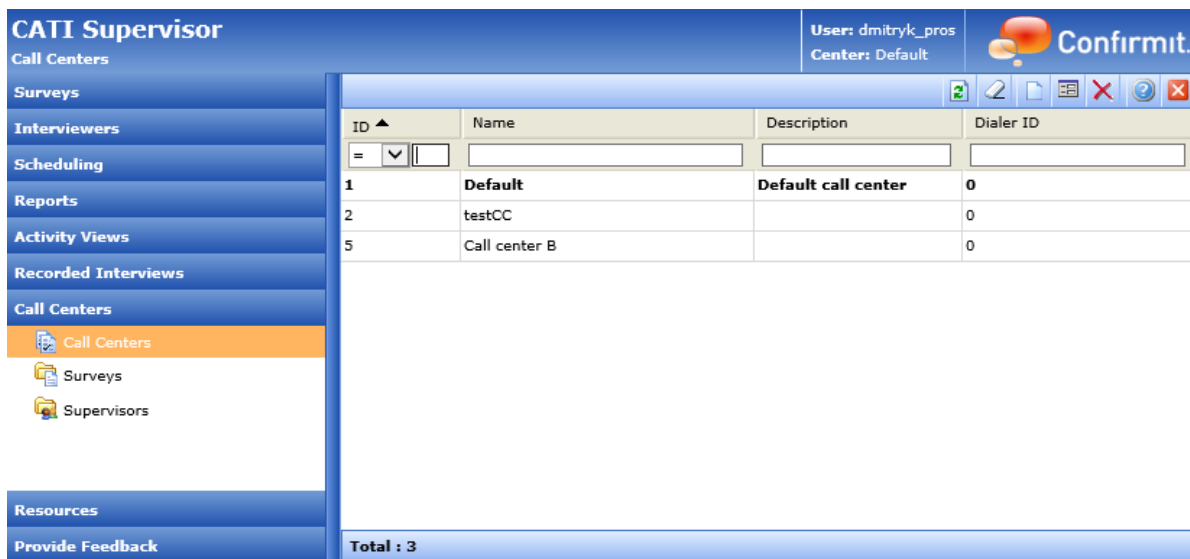 CATI Supervisor
Call Centers
User: dmitryk_pros
Center: Default
Confirmit.
Surveys
Interviewers
Scheduling
Reports
Activity Views
Recorded Interviews
Call Centers
Call Centers
Surveys
Supervisors
Resources
Provide Feedback
ID Name Description Dialer ID
=
1 Default Default call center 0
2 testCC 0
5 Call center B 0
Total : 3